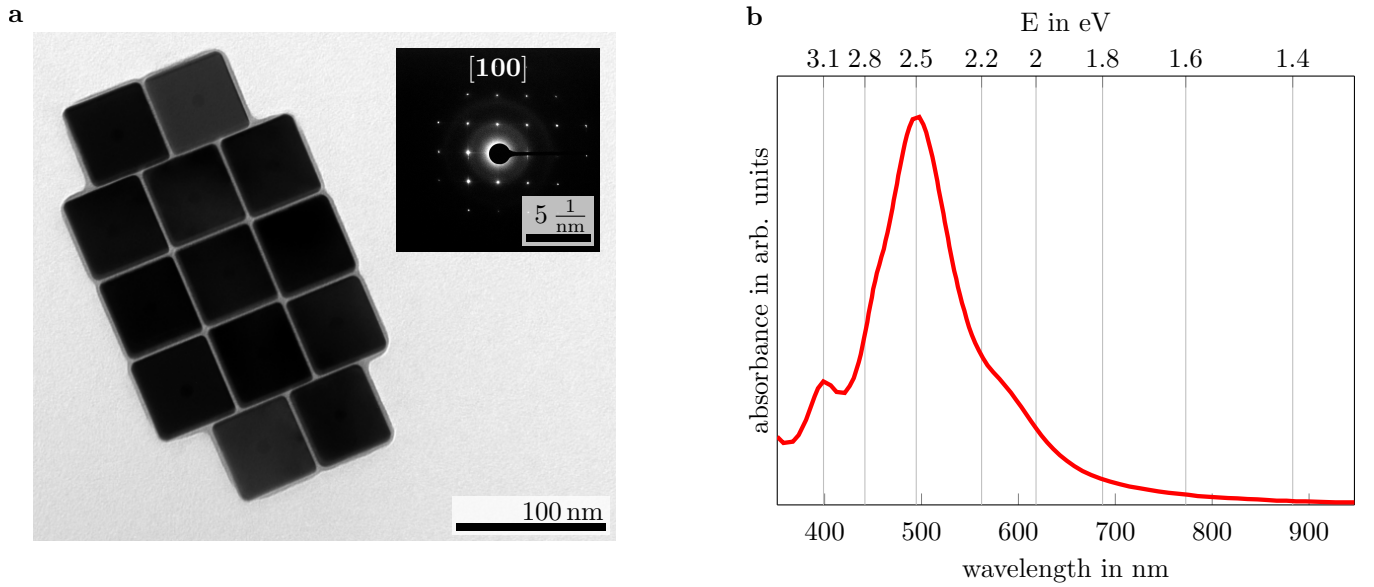 a
[100]
5 1/nm
100 nm
b
E in eV
3.1 2.8 2.5 2.2 2 1.8 1.6 1.4
absorbance in arb. units
400 500 600 700 800 900
wavelength in nm